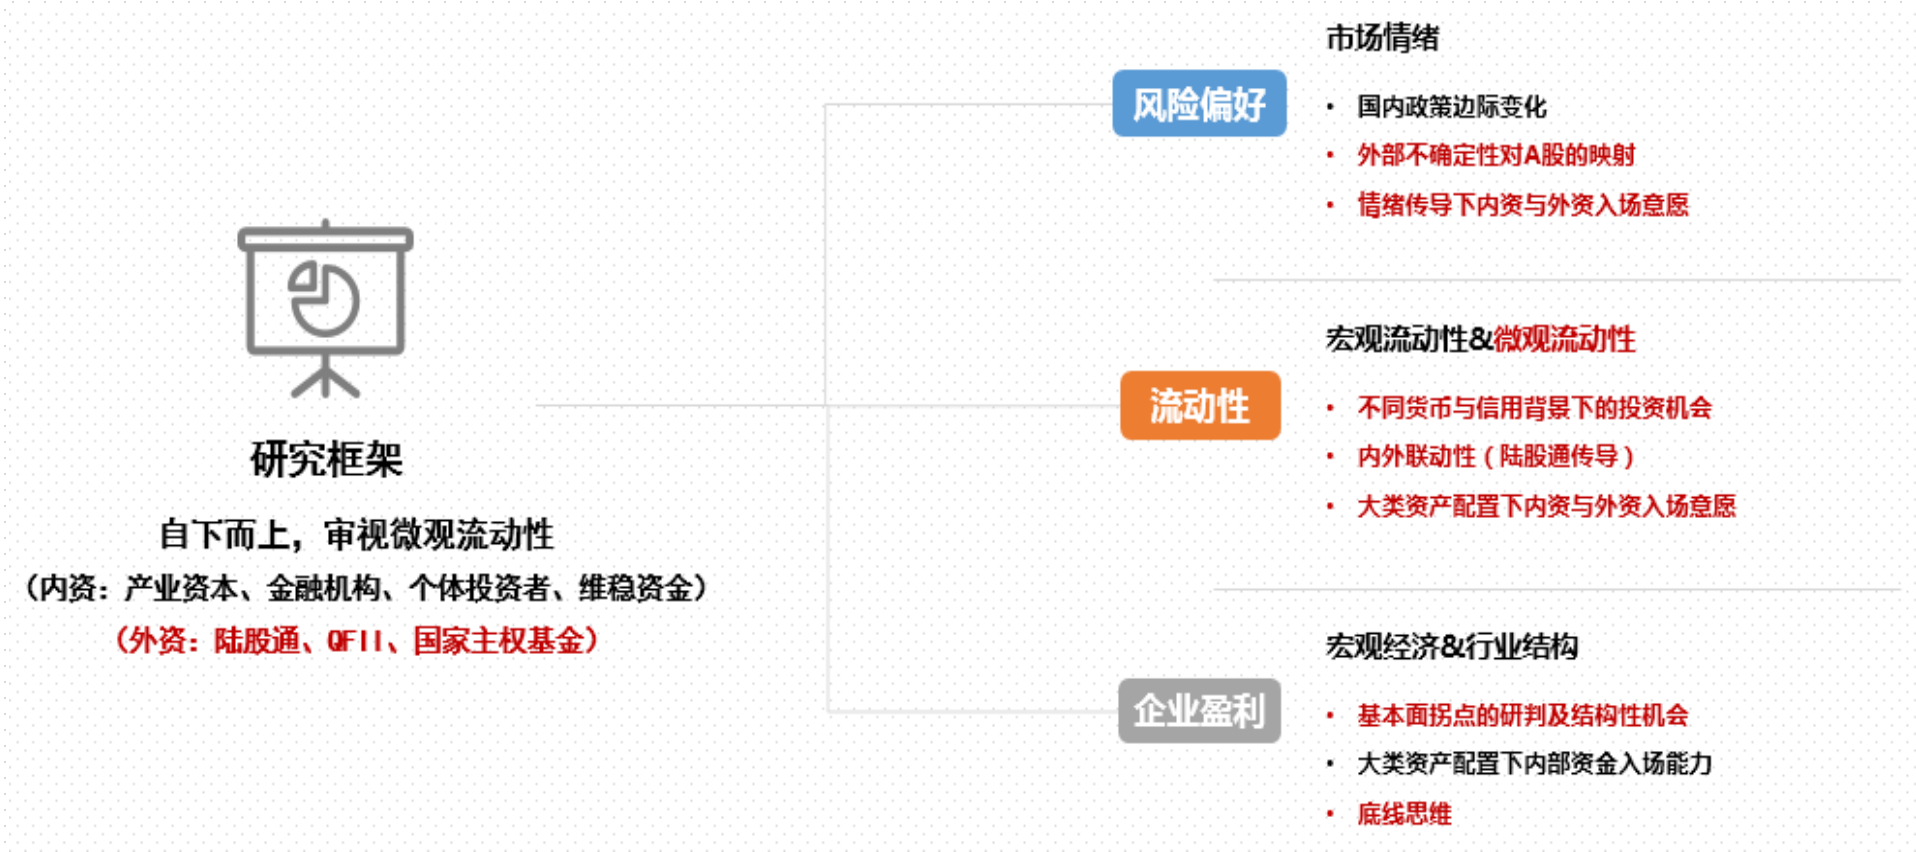 研究框架
自下而上，审视微观流动性
（内资：产业资本、金融机构、个体投资者、维稳资金）
（外资：陆股通、QFII、国家主权基金）
风险偏好
市场情绪
• 国内政策边际变化
• 外部不确定性对A股的映射
• 情绪传导下内资与外资入场意愿
流动性
宏观流动性&微观流动性
• 不同货币与信用背景下的投资机会
• 内外联动性（陆股通传导）
• 大类资产配置下内资与外资入场意愿
企业盈利
宏观经济&行业结构
• 基本面拐点的研判及结构性机会
• 大类资产配置下内部资金入场能力
• 底线思维